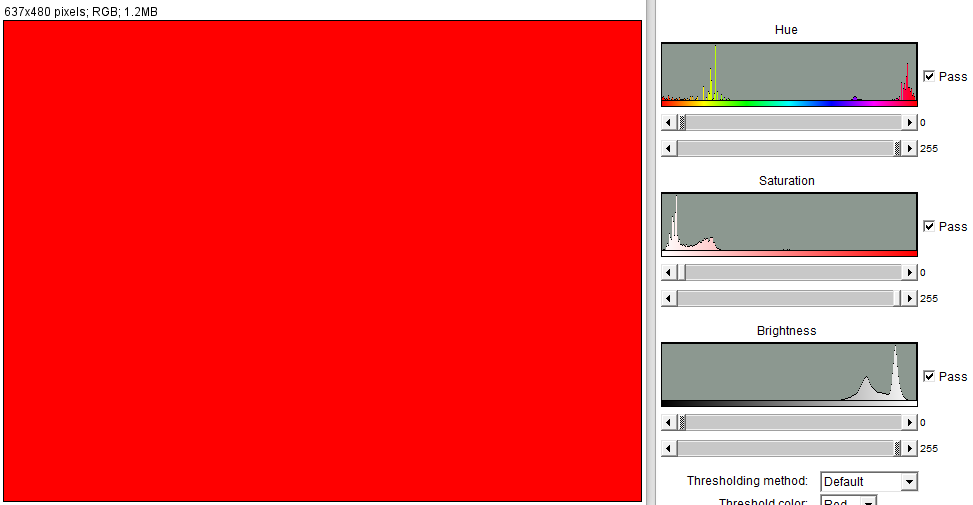 637x480 pixels; RGB; 1.2MB
Hue
Pass
0
255
Saturation
Pass
0
255
Brightness
Pass
0
255
Thresholding method: Default
Threshold color: Red